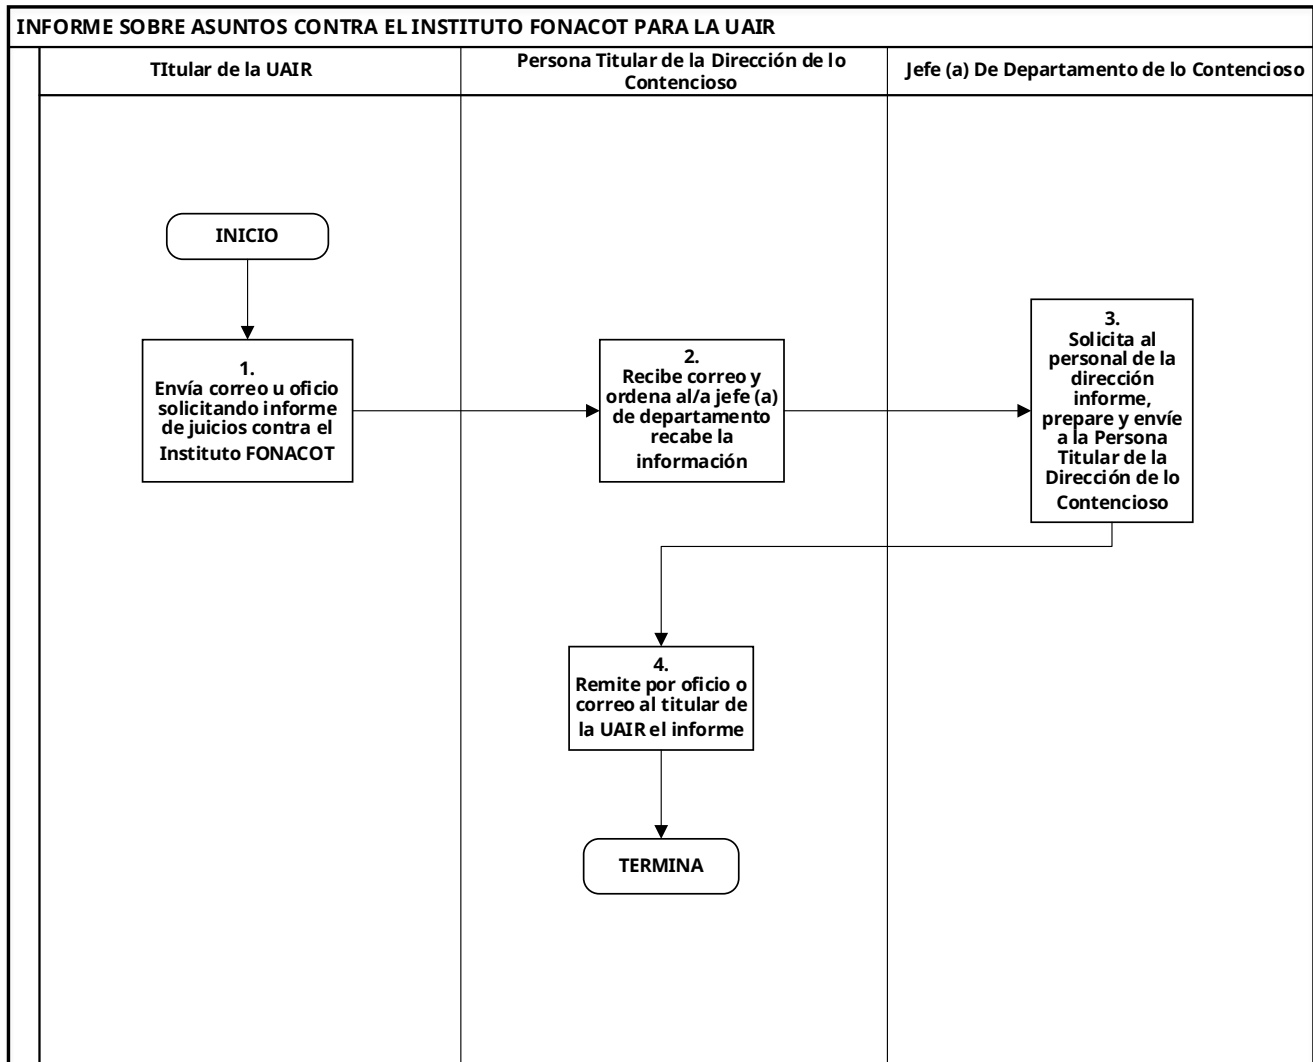 INFORME SOBRE ASUNTOS CONTRA EL INSTITUTO FONACOT PARA LA UAIR
TItular de la UAIR
Persona Titular de la Dirección de lo
Contencioso
Jefe (a) De Departamento de lo Contencioso
INICIO
1.
Envía correo u oficio
solicitando informe
de juicios contra el
Instituto FONACOT
2.
Recibe correo y
ordena al/a jefe (a)
de departamento
recabe la
información
3.
Solicita al
personal de la
dirección
informe,
prepare y envíe
a la Persona
Titular de la
Dirección de lo
Contencioso
4.
Remite por oficio o
correo al titular de
la UAIR el informe
TERMINA